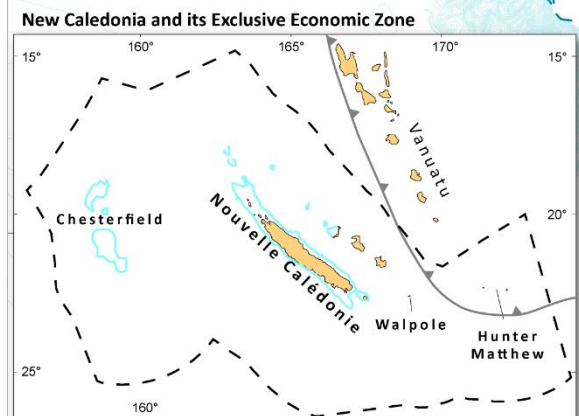 New Caledonia and its Exclusive Economic Zone
160° 165° 170°
15° 15°
Vanuatu
Chesterfield
20°
Nouvelle Calédonie
Walpole
Hunter
Matthew
25°
160°